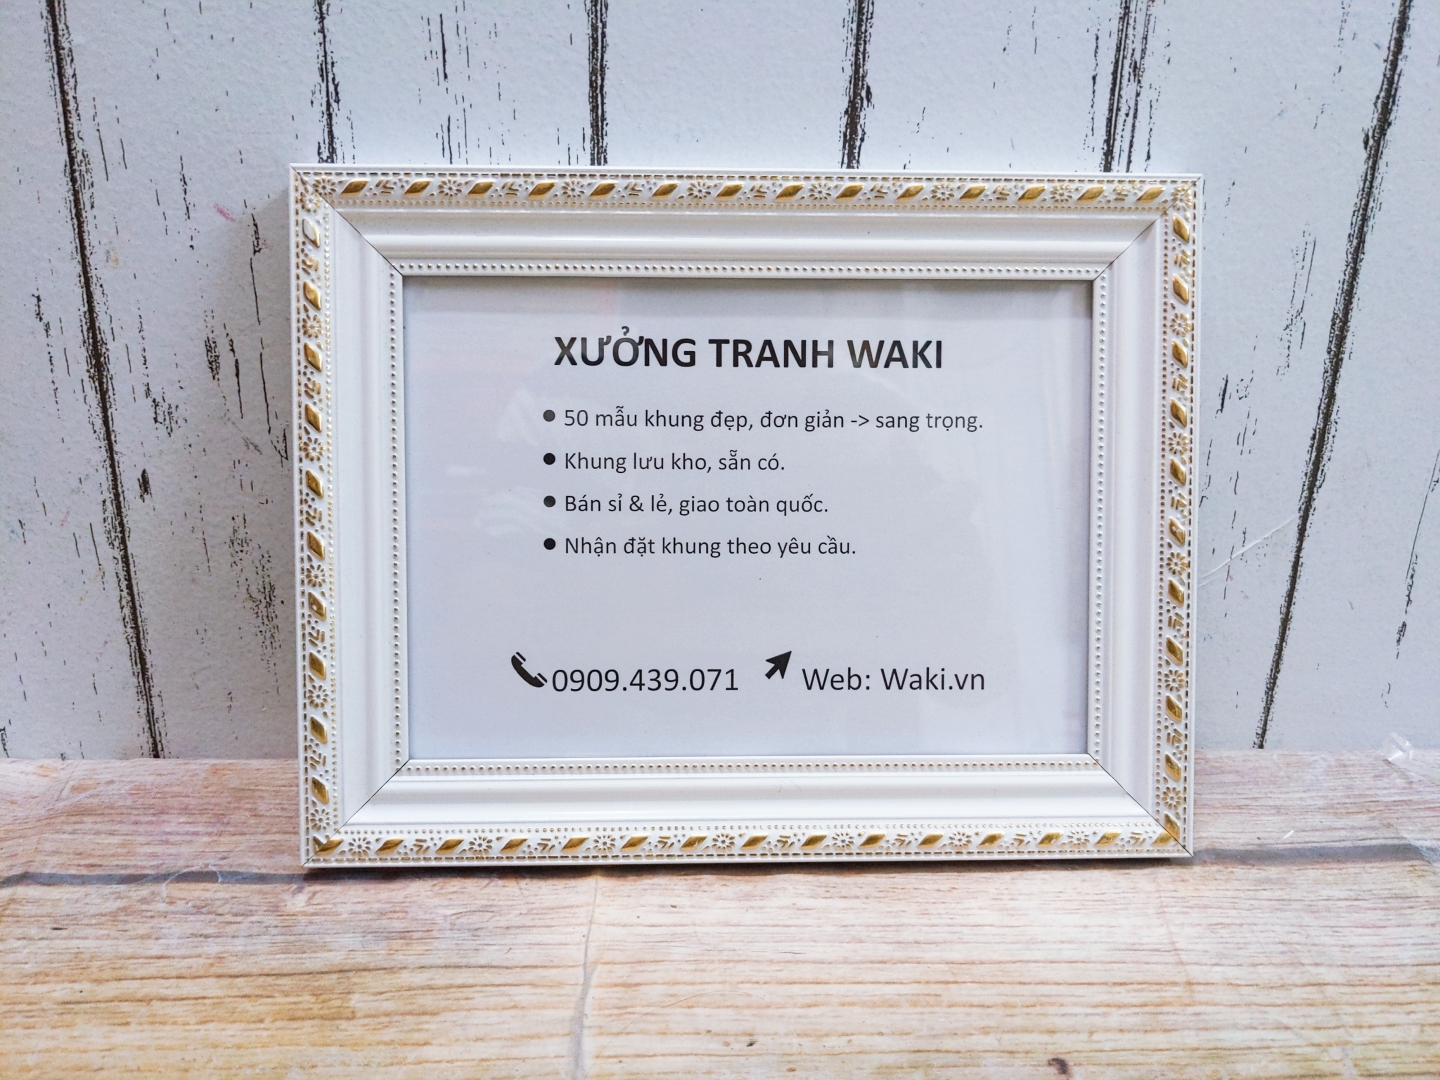 XƯỞNG TRANH WAKI
● 50 mẫu khung đẹp, đơn giản -> sang trọng.
● Khung lưu kho, sẵn có.
● Bán sỉ & lẻ, giao toàn quốc.
● Nhận đặt khung theo yêu cầu.
0909.439.071 Web: Waki.vn